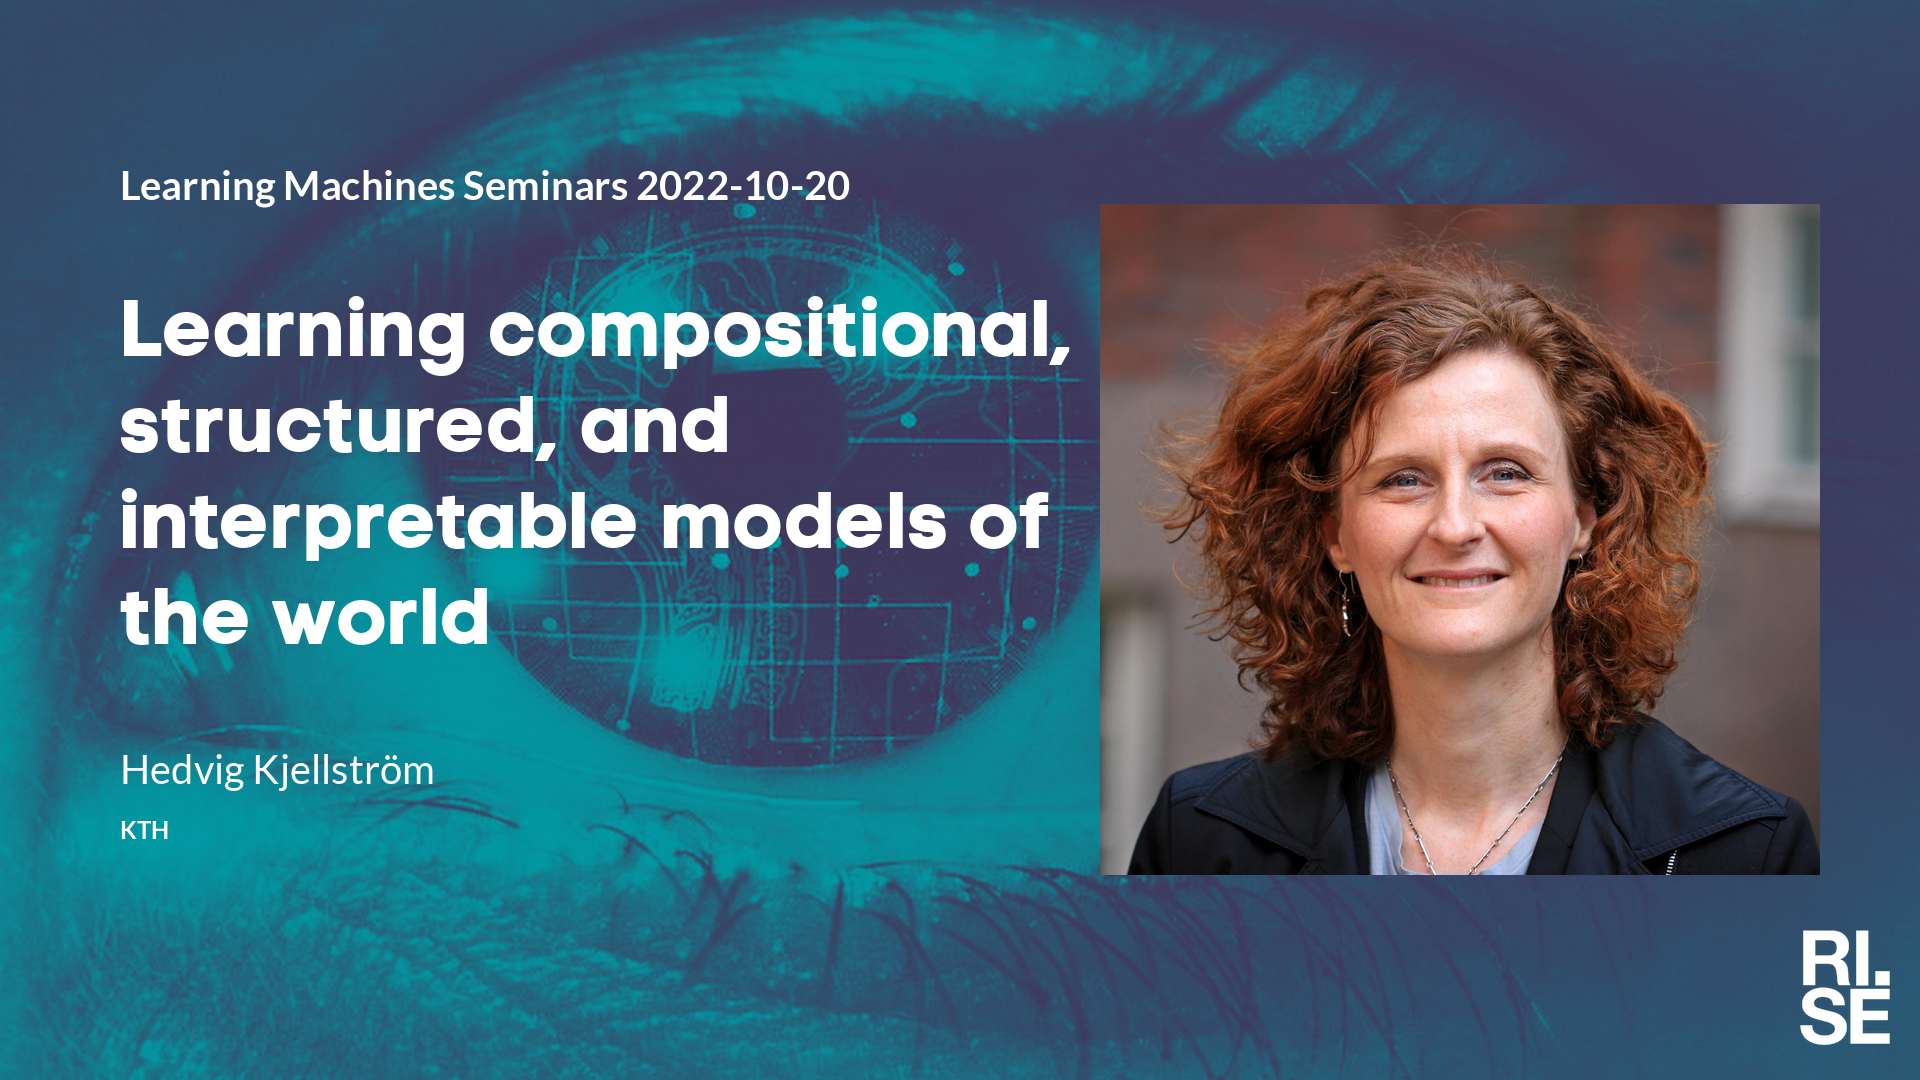 Learning Machines Seminars 2022-10-20
Learning compositional,
structured, and
interpretable models of
the world
Hedvig Kjellström
KTH
RI.
SE